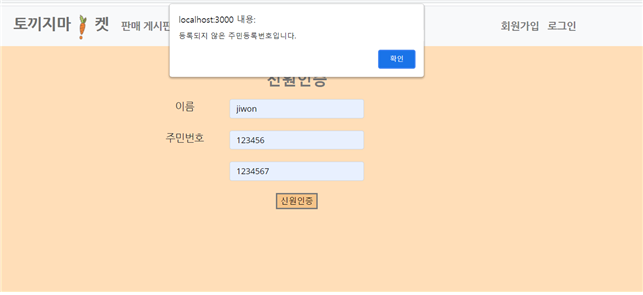 localhost:3000 내용:
등록되지 않은 주민등록번호입니다.
확인
토끼지마 켓 판매 게시판 회원가입 로그인
신원인증
이름 jiwon
주민번호 123456
1234567
신원인증